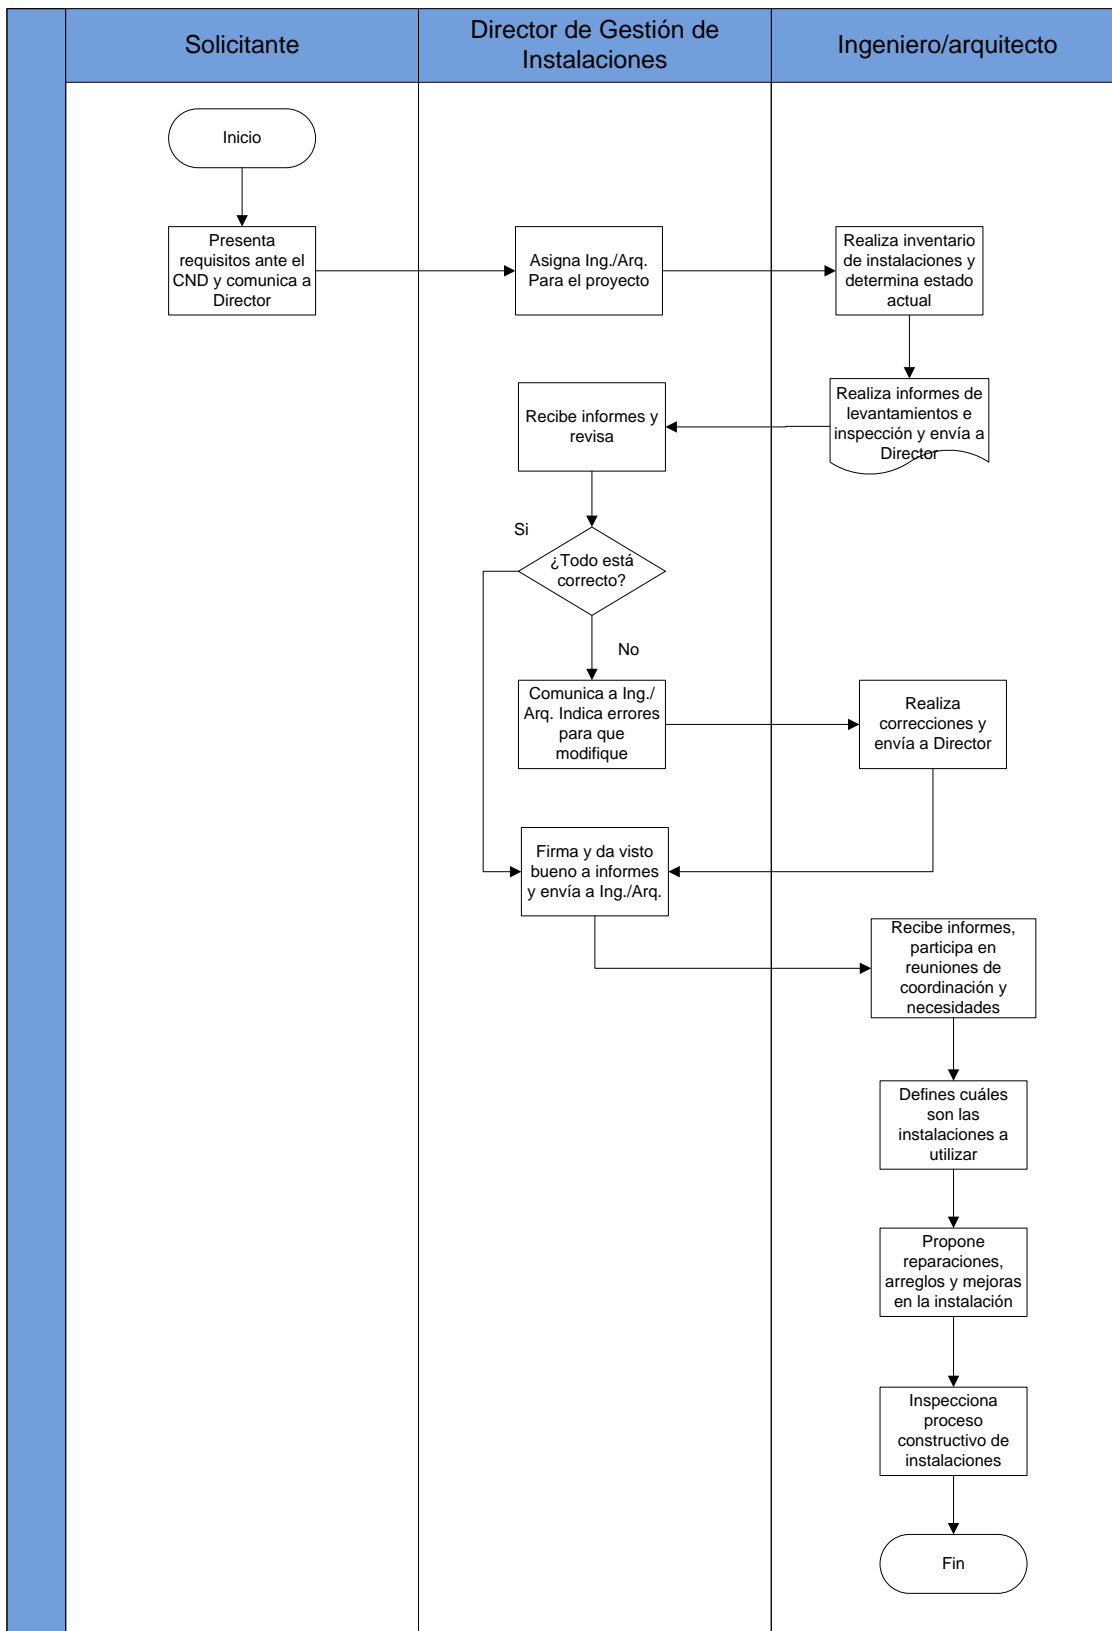 Solicitante
Director de Gestión de
Instalaciones
Ingeniero/arquitecto
Inicio
Presenta
requisitos ante el
CND y comunica a
Director
Asigna Ing./Arq.
Para el proyecto
Realiza inventario
de instalaciones y
determina estado
actual
Realiza informes de
levantamientos e
inspección y envía a
Director
Recibe informes y
revisa
Si
¿Todo está
correcto?
No
Comunica a Ing./
Arq. Indica errores
para que
modifique
Realiza
correcciones y
envía a Director
Firma y da visto
bueno a informes
y envía a Ing./Arq.
Recibe informes,
participa en
reuniones de
coordinación y
necesidades
Defines cuáles
son las
instalaciones a
utilizar
Propone
reparaciones,
arreglos y mejoras
en la instalación
Inspecciona
proceso
constructivo de
instalaciones
Fin